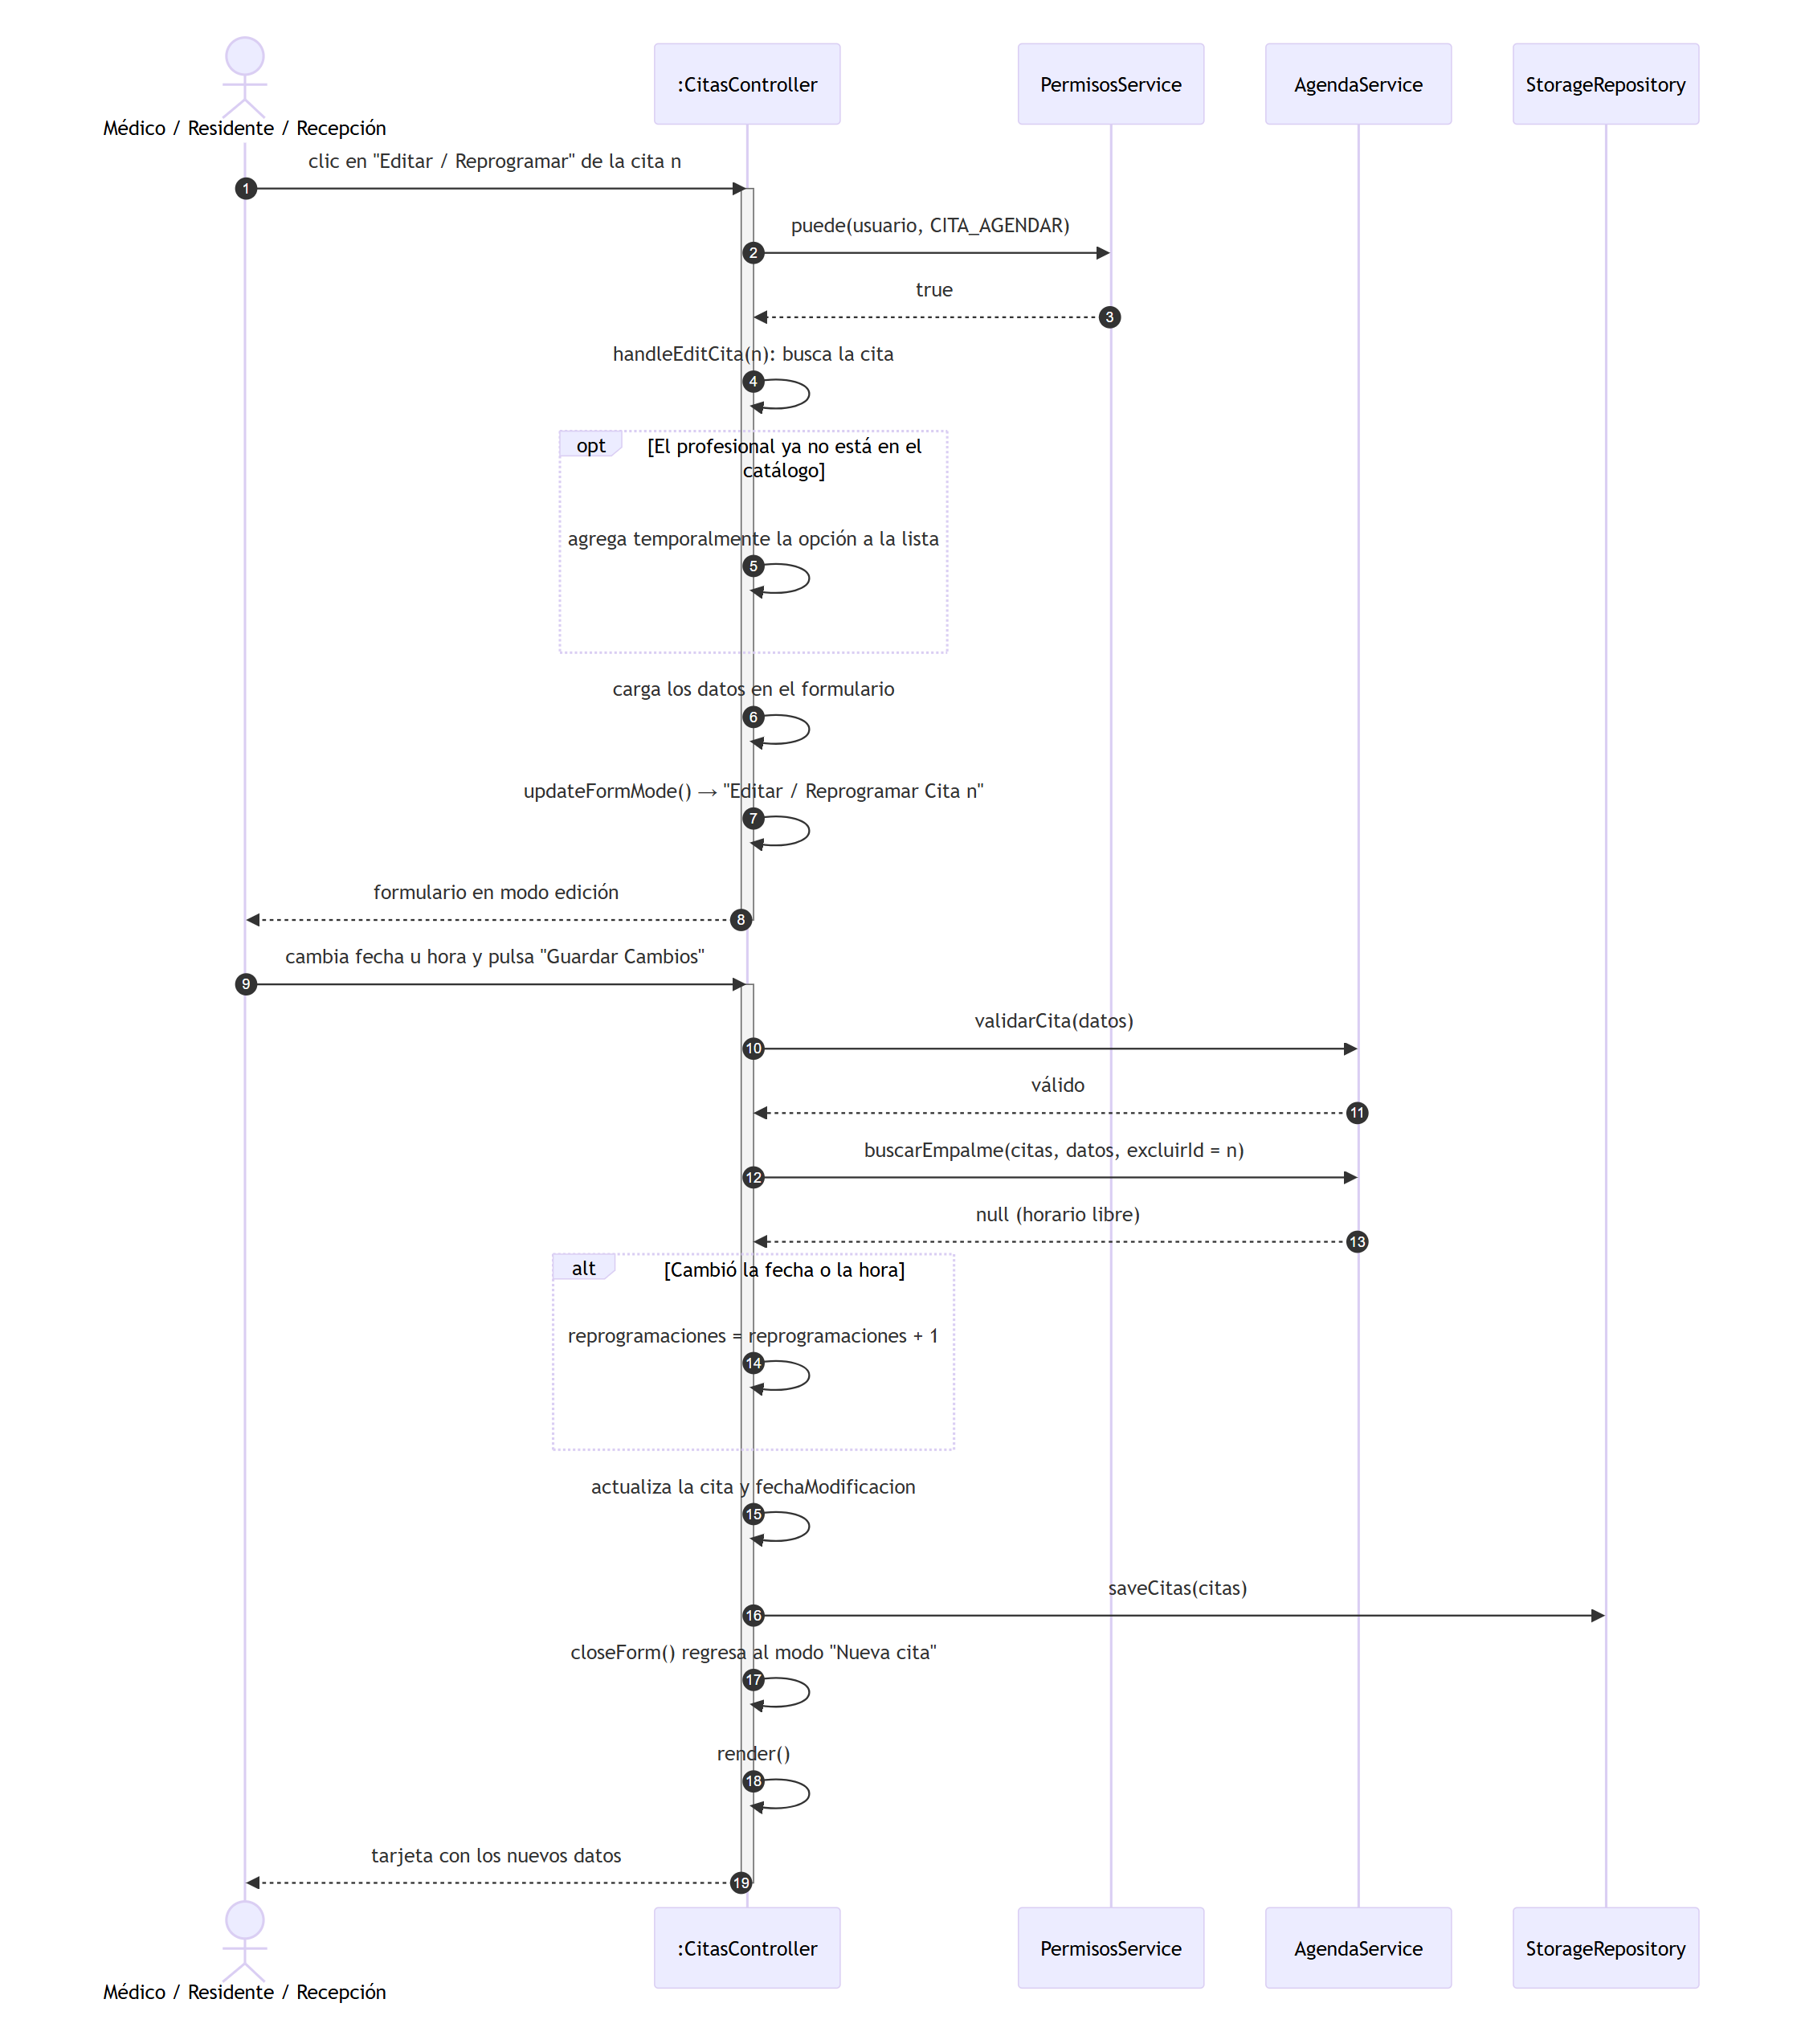 :CitasController
PermisosService
AgendaService
StorageRepository
Médico / Residente / Recepción
clic en "Editar / Reprogramar" de la cita n
1
puede(usuario, CITA_AGENDAR)
2
true
3
handleEditCita(n): busca la cita
4
opt
[El profesional ya no está en el
catálogo]
agrega temporalmente la opción a la lista
5
carga los datos en el formulario
6
updateFormMode() → "Editar / Reprogramar Cita n"
7
formulario en modo edición
8
cambia fecha u hora y pulsa "Guardar Cambios"
9
validarCita(datos)
10
válido
11
buscarEmpalme(citas, datos, excluirId = n)
12
null (horario libre)
13
alt
[Cambió la fecha o la hora]
reprogramaciones = reprogramaciones + 1
14
actualiza la cita y fechaModificacion
15
saveCitas(citas)
16
closeForm() regresa al modo "Nueva cita"
17
render()
18
tarjeta con los nuevos datos
19
:CitasController
PermisosService
AgendaService
StorageRepository
Médico / Residente / Recepción